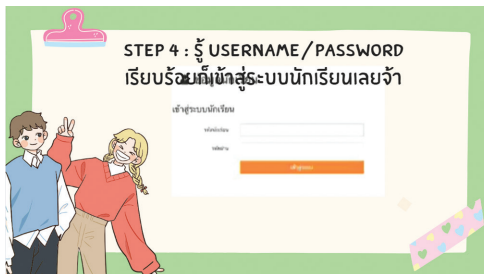 STEP 4 : รู้ USERNAME/PASSWORD
เรียบร้อยก็เข้าสู่ระบบนักเรียนเลยจ้า
เข้าสู่ระบบนักเรียน
รหัสนักเรียน
รหัสผ่าน
เข้าสู่ระบบ